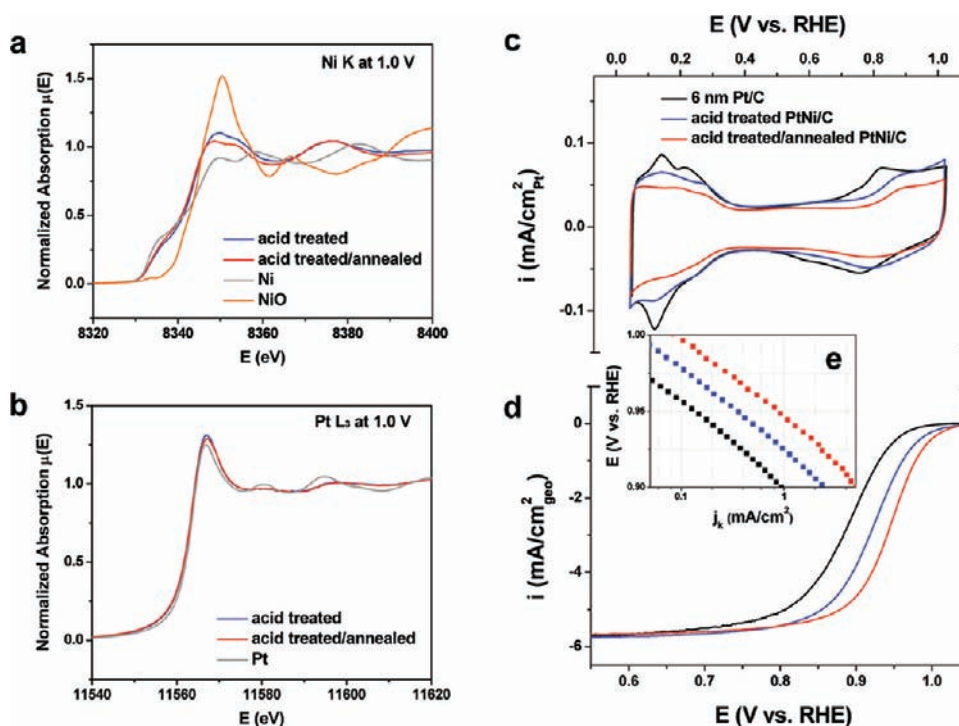 a
Ni K at 1.0 V
Normalized Absorption μ(E)
1.5
1.0
0.5
0.0
acid treated
acid treated/annealed
Ni
NiO
8320 8340 8360 8380 8400
E (eV)
b
Pt L₃ at 1.0 V
Normalized Absorption μ(E)
1.5
1.0
0.5
0.0
acid treated
acid treated/annealed
Pt
11540 11560 11580 11600 11620
E (eV)
c
E (V vs. RHE)
0.0 0.2 0.4 0.6 0.8 1.0
6 nm Pt/C
acid treated PtNi/C
acid treated/annealed PtNi/C
i (mA/cm²Pt)
0.1
0.0
-0.1
d
i (mA/cm²geo)
0
-2
-4
-6
0.6 0.7 0.8 0.9 1.0
E (V vs. RHE)
e
E (V vs. RHE)
1.00
0.95
0.90
0.1 1
jₖ (mA/cm²)